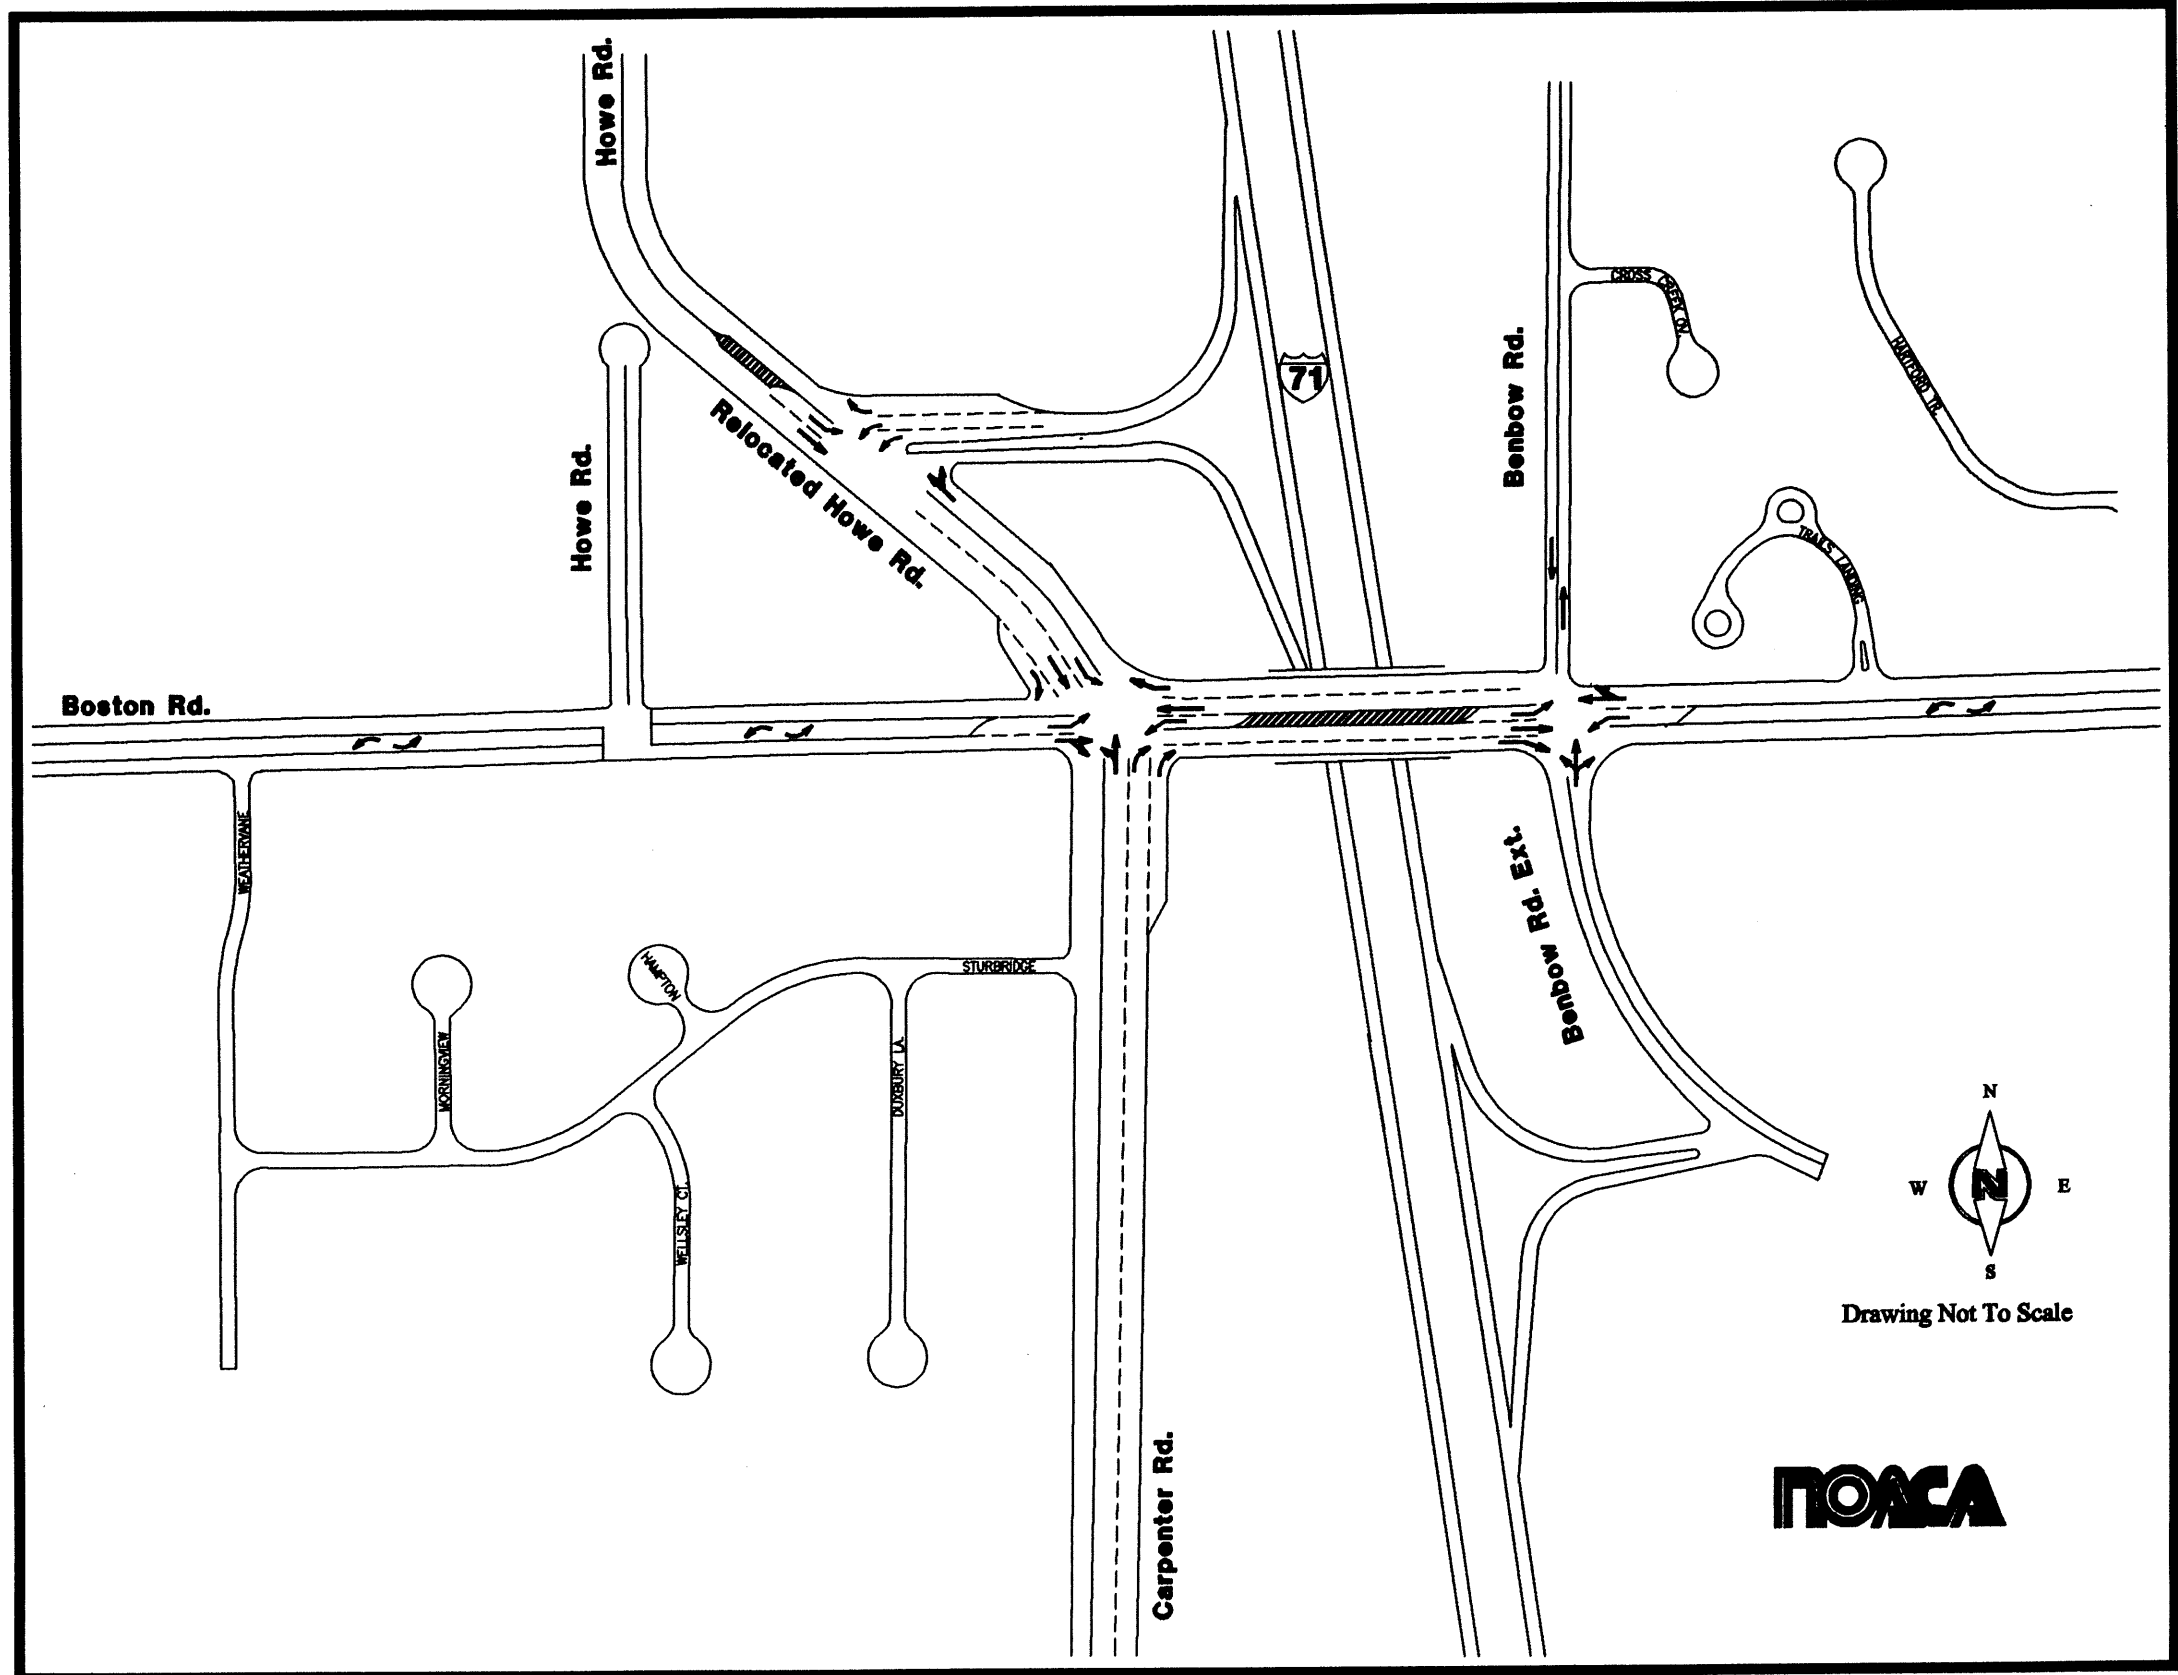 Howe Rd.
71
CROSS CREEK OV.
HARTFORD TR.
Benbow Rd.
Howe Rd.
Relocated Howe Rd.
TRAILS LANDING
Boston Rd.
WEATHERVANE
Benbow Rd. Ext.
HAMPTON
STURBRIDGE
MORNINGVIEW
DUXBURY LA.
WELLSLEY CT.
N
W
N
E
S
Drawing Not To Scale
Carpenter Rd.
NOACA